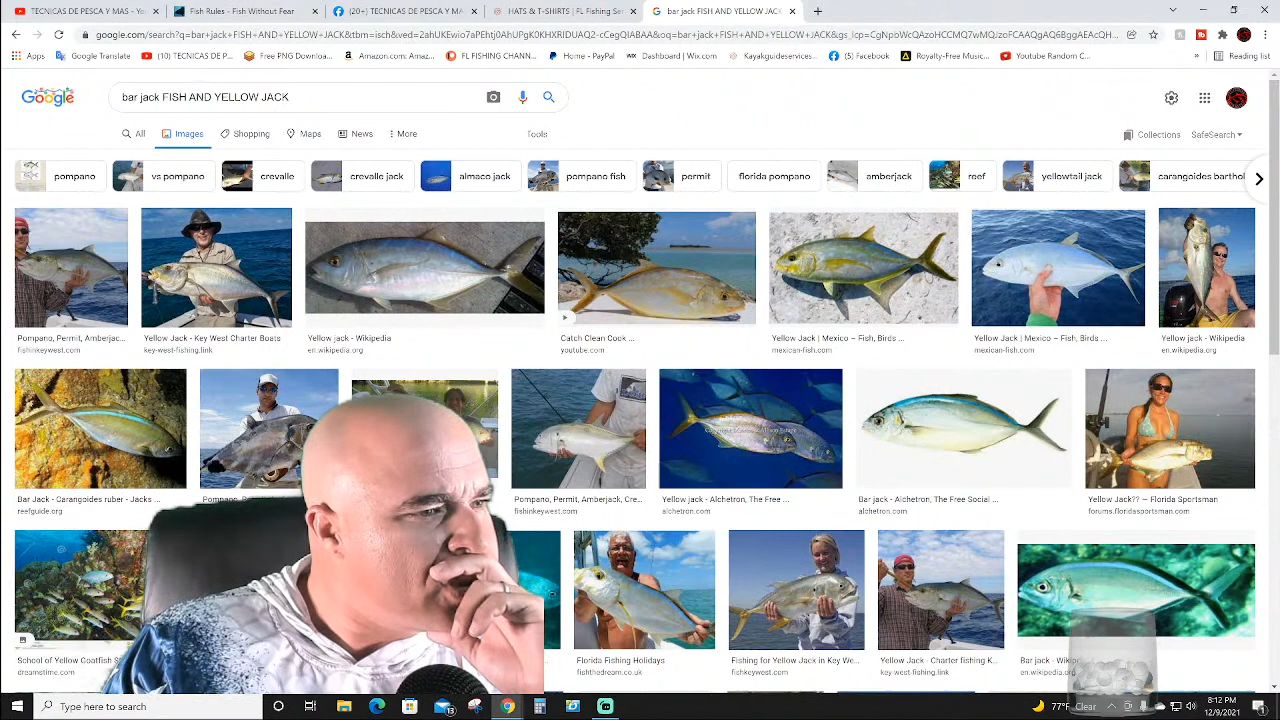 TECNICAS DE PESCA Y MAS - Yo
Fish Rules - Fish Without Fear
(20+) TECNICAS DE PESCA Y MA
HATS & T-SHIRTS | FL Fishing Ser
bar jack FISH AND YELLOW JACK
Apps
Google Translate
(10) TECNICAS DE P...
Free PNG Downloa...
Amazon.com: Amaz...
FL FISHING CHANN...
Home - PayPal
Dashboard | Wix.com
Kayakguideservices...
(5) Facebook
Royalty-Free Music...
Youtube Random C...
Reading list
Google
bar jack FISH AND YELLOW JACK
All
Images
Shopping
Maps
News
More
Tools
Collections
SafeSearch
pompano
vs pompano
crevalle
crevalle jack
almaco jack
pompano fish
permit
florida pompano
amberjack
reef
yellowtail jack
carangoides barthol
Pompano, Permit, Amberjac...
fishinkeywest.com
Yellow Jack - Key West Charter Boats
key-west-fishing.link
Yellow jack - Wikipedia
en.wikipedia.org
Catch Clean Cook ...
youtube.com
Yellow Jack | Mexico – Fish, Birds ...
mexican-fish.com
Yellow Jack | Mexico – Fish, Birds ...
mexican-fish.com
Yellow jack - Wikipedia
en.wikipedia.org
Bar Jack - Carangoides ruber - Jacks ...
reefguide.org
Pompano, Permit, Amberjack, Cre...
fishinkeywest.com
Yellow jack - Alchetron, The Free ...
alchetron.com
Bar jack - Alchetron, The Free Social ...
alchetron.com
Yellow Jack?? — Florida Sportsman
forums.floridasportsman.com
School of Yellow Goatfish
dreamstime.com
Florida Fishing Holidays
fishthedream.co.uk
Fishing for Yellow Jack in Key We...
fishkeywest.com
Yellow Jack - Charter fishing K...
key-west-fishing.link
Bar jack - Wikip
en.wikipedia.org
Type here to search
77°F Clear
8:12 PM
12/9/2021